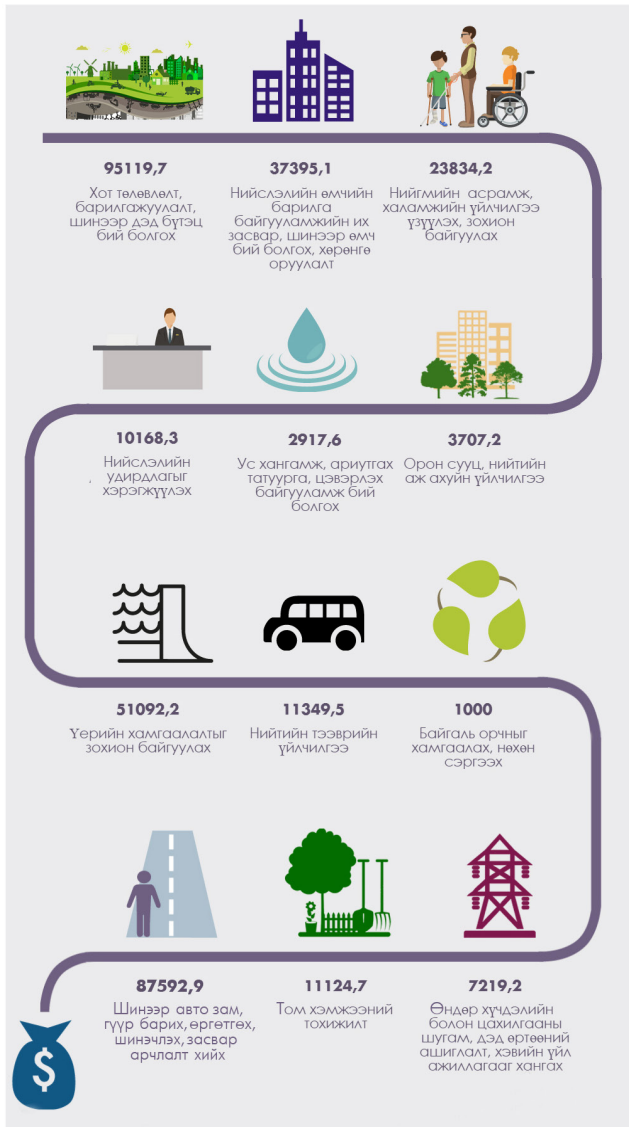 95119,7
Хот төлөвлөлт,
барилгажуулалт,
шинээр дэд бүтэц
бий болгох
37395,1
Нийслэлийн өмчийн
барилга
байгууламжийн их
засвар, шинээр өмч
бий болгох, хөрөнгө
оруулалт
23834,2
Нийгмийн асрамж,
халамжийн үйлчилгээ
үзүүлэх, зохион
байгуулах
10168,3
Нийслэлийн
удирдлагыг
хэрэгжүүлэх
2917,6
Ус хангамж, ариутгах
татуурга, цэвэрлэх
байгууламж бий
болгох
3707,2
Орон сууц, нийтийн
аж ахуйн үйлчилгээ
51092,2
Үерийн хамгаалалтыг
зохион байгуулах
11349,5
Нийтийн тээврийн
үйлчилгээ
1000
Байгаль орчныг
хамгаалах, нөхөн
сэргээх
87592,9
Шинээр авто зам,
гүүр барих, өргөтгөх,
шинэчлэх, засвар
арчлалт хийх
11124,7
Том хэмжээний
тохижилт
7219,2
Өндөр хүчдэлийн
болон цахилгааны
шугам, дэд өртөөний
ашиглалт, хэвийн үйл
ажиллагааг хангах
$